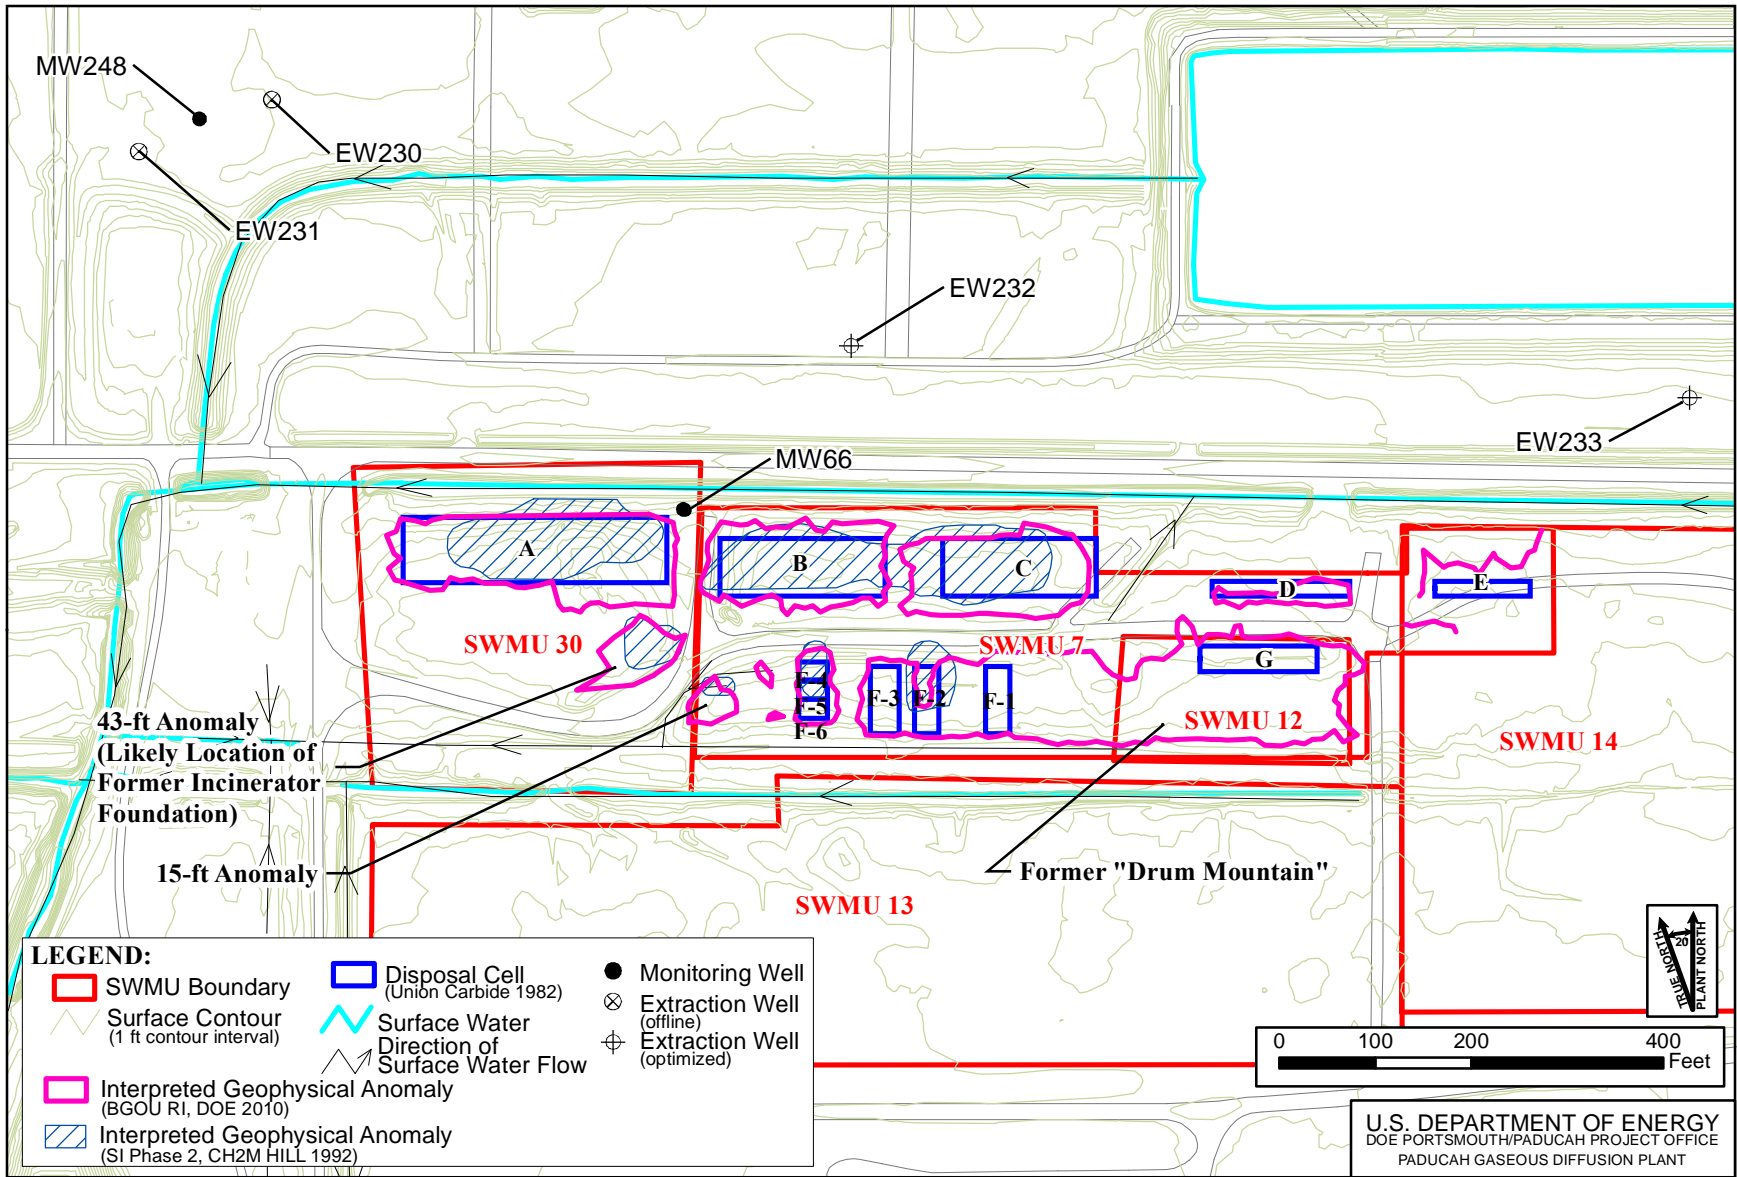 MW248
EW230
EW231
EW232
EW233
MW66
A
B
C
D
E
SWMU 30
SWMU 7
G
F-4
F-5
F-6
F-3
F-2
F-1
SWMU 12
SWMU 14
43-ft Anomaly
(Likely Location of
Former Incinerator
Foundation)
15-ft Anomaly
Former "Drum Mountain"
SWMU 13
LEGEND:
SWMU Boundary
Surface Contour
(1 ft contour interval)
Disposal Cell
(Union Carbide 1982)
Surface Water
Direction of
Surface Water Flow
Monitoring Well
Extraction Well
(offline)
Extraction Well
(optimized)
Interpreted Geophysical Anomaly
(BGOU RI, DOE 2010)
Interpreted Geophysical Anomaly
(SI Phase 2, CH2M HILL 1992)
TRUE NORTH
20
PLANT NORTH
0 100 200 400
Feet
U.S. DEPARTMENT OF ENERGY
DOE PORTSMOUTH/PADUCAH PROJECT OFFICE
PADUCAH GASEOUS DIFFUSION PLANT